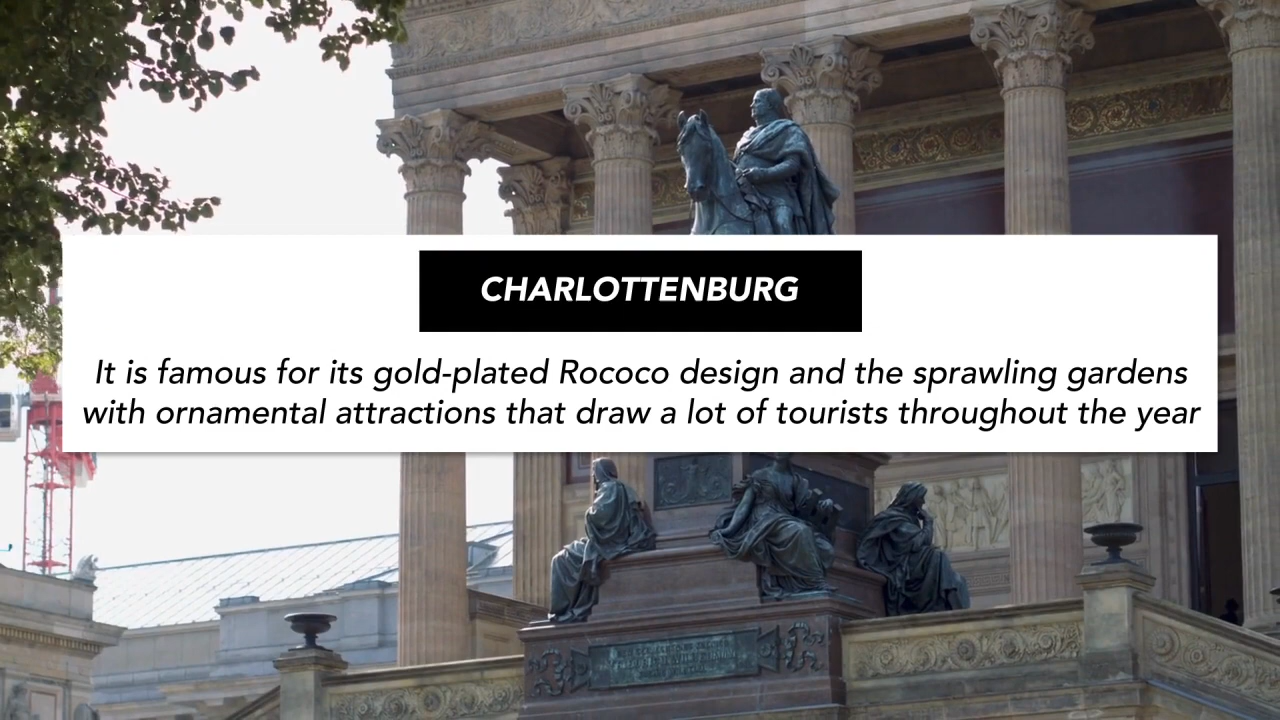 CHARLOTTENBURG
It is famous for its gold-plated Rococo design and the sprawling gardens
with ornamental attractions that draw a lot of tourists throughout the year